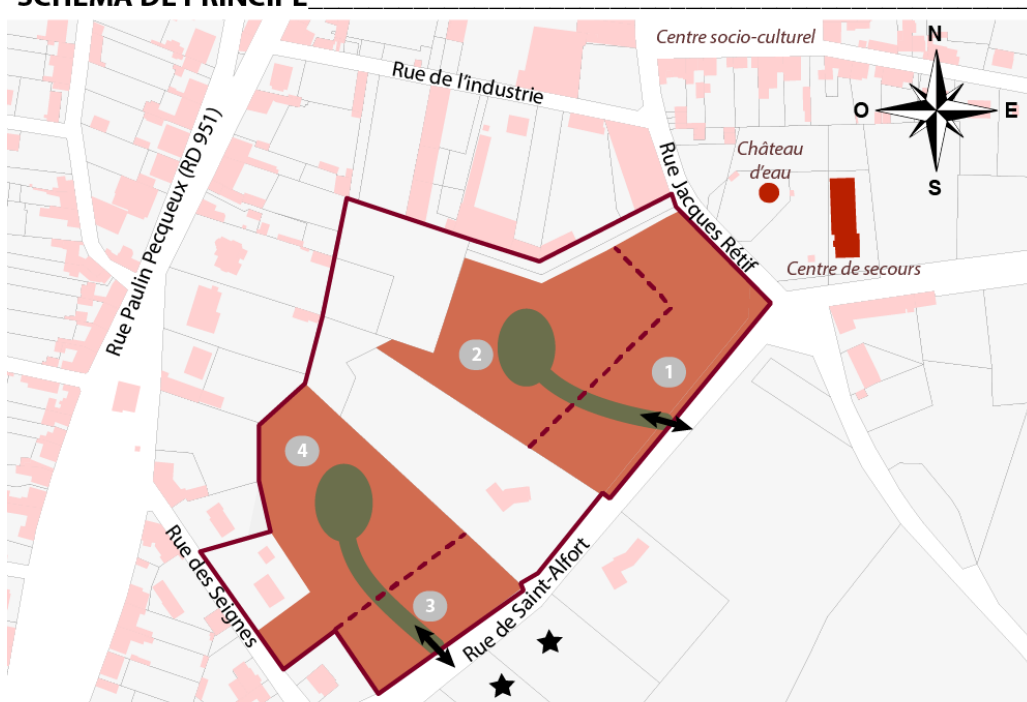 SCHEMA DE PRINCIPE
Centre socio-culturel
N
O
E
S
Rue de l'industrie
Rue Paulin Pecqueux (RD 951)
Rue Jacques Rétif
Château
d'eau
Centre de secours
2
1
4
3
Rue des Seignes
Rue de Saint-Alfort